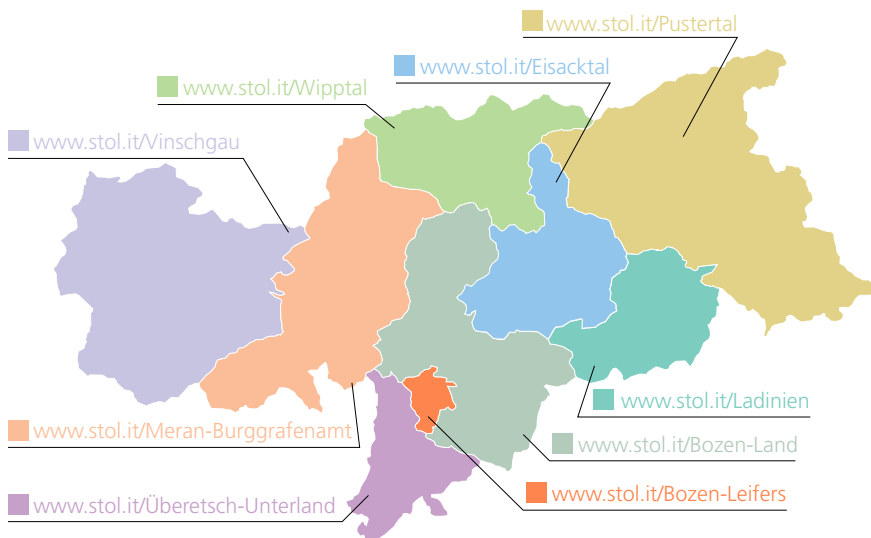 www.stol.it/Pustertal
www.stol.it/Eisacktal
www.stol.it/Wipptal
www.stol.it/Vinschgau
www.stol.it/Ladinien
www.stol.it/Meran-Burggrafenamt
www.stol.it/Bozen-Land
www.stol.it/Bozen-Leifers
www.stol.it/Überetsch-Unterland